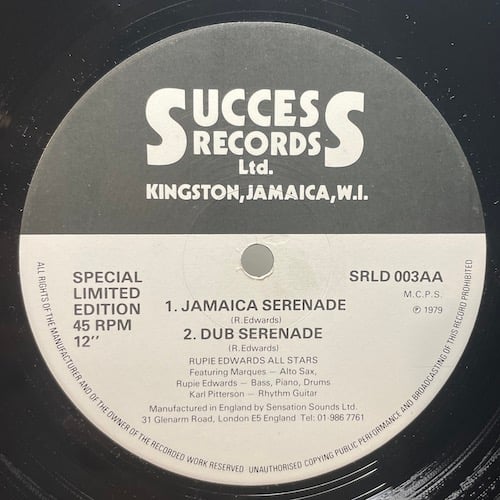 SUCCESS
RECORDS
Ltd.
KINGSTON, JAMAICA, W.I.
SPECIAL
LIMITED
EDITION
45 RPM
12”
SRLD 003AA
M.C.P.S.
℗ 1979
1. JAMAICA SERENADE
(R.Edwards)
2. DUB SERENADE
(R.Edwards)
RUPIE EDWARDS ALL STARS
Featuring Marques – Alto Sax,
Rupie Edwards – Bass, Piano, Drums
Karl Pitterson – Rhythm Guitar
Manufactured in England by Sensation Sounds Ltd.
31 Glenarm Road, London E5 England Tel: 01-986 7761
ALL RIGHTS OF THE MANUFACTURER AND OF THE OWNER OF THE RECORDED WORK RESERVED · UNAUTHORISED COPYING PUBLIC PERFORMANCE AND BROADCASTING OF THIS RECORD PROHIBITED